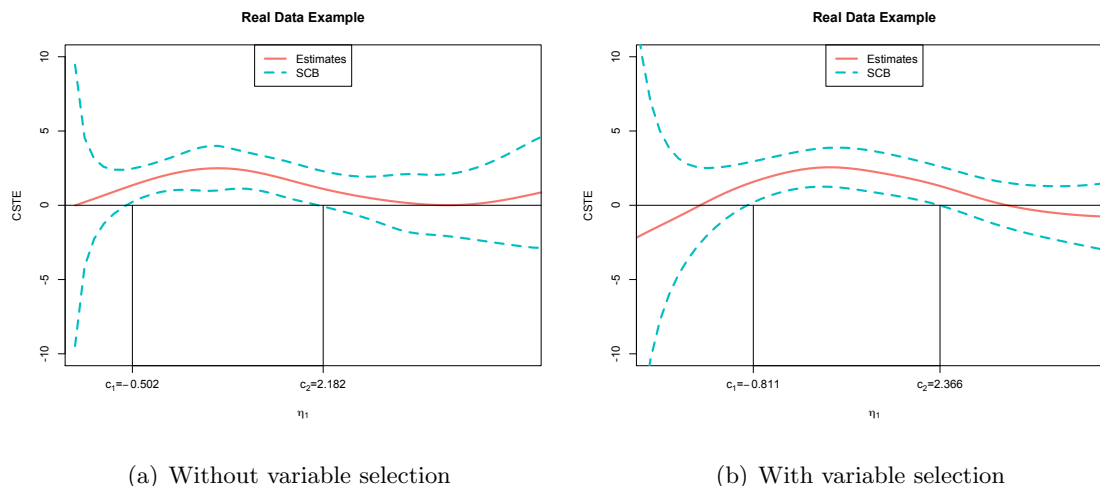 Real Data Example
Estimates
SCB
CSTE
10
5
0
-5
-10
c₁=−0.502
c₂=2.182
η₁
(a) Without variable selection
Real Data Example
Estimates
SCB
CSTE
10
5
0
-5
-10
c₁=−0.811
c₂=2.366
η₁
(b) With variable selection